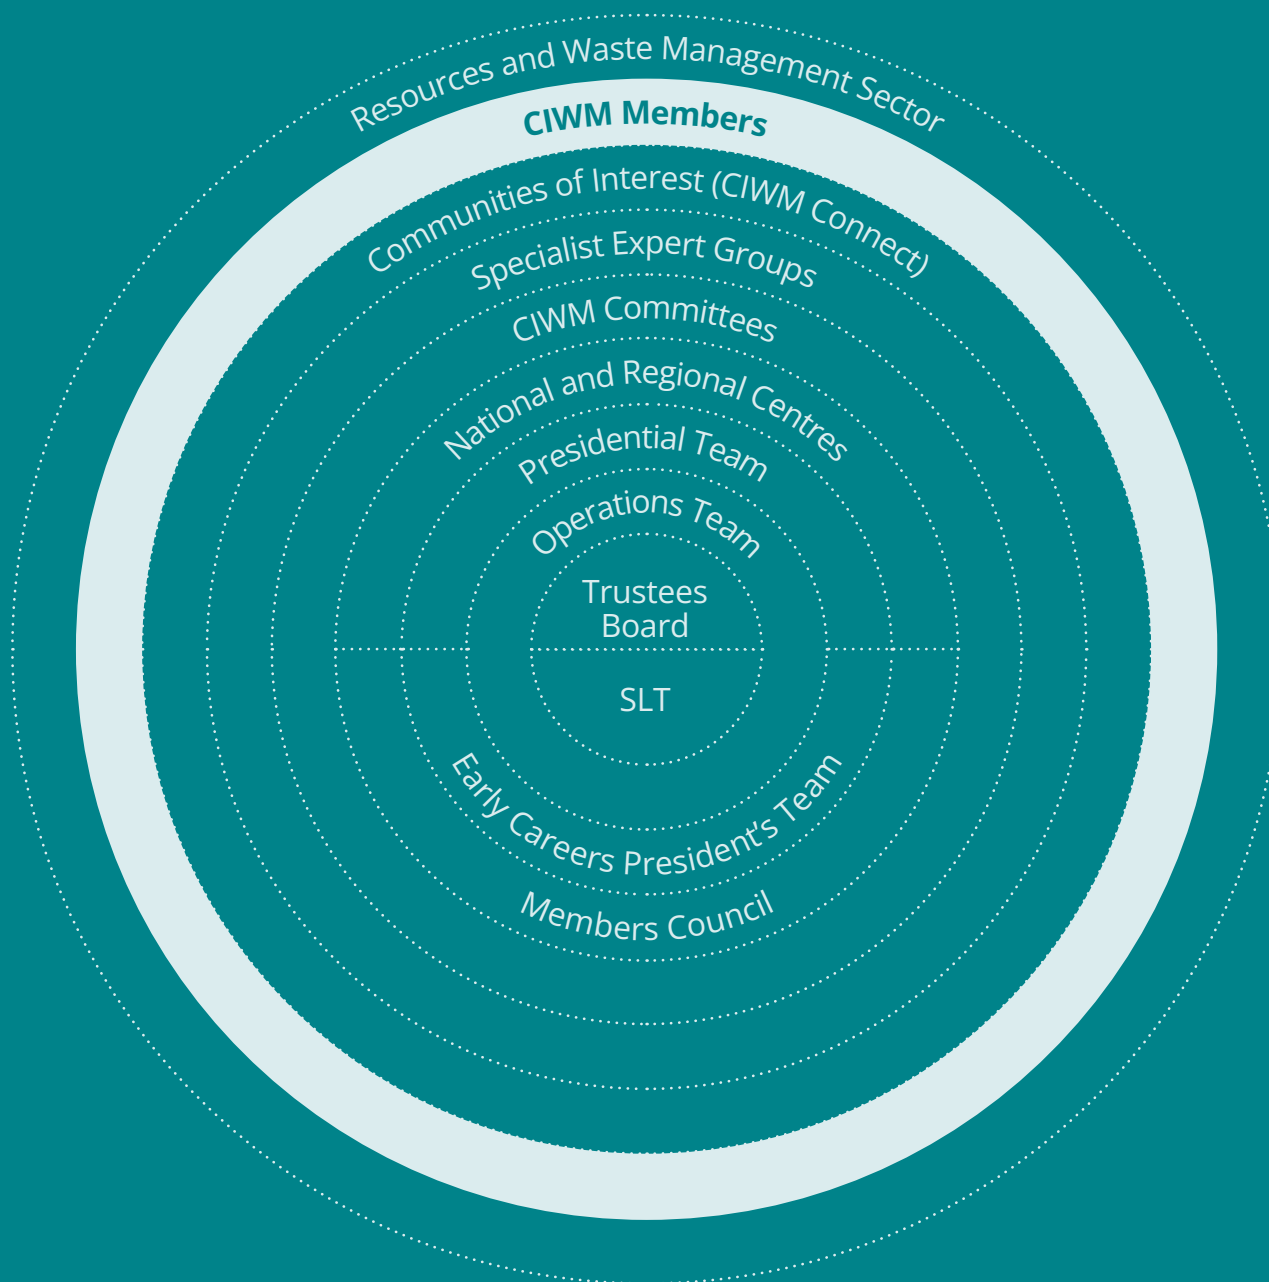 Resources and Waste Management Sector
CIWM Members
Communities of Interest (CIWM Connect)
Specialist Expert Groups
CIWM Committees
National and Regional Centres
Presidential Team
Operations Team
Trustees
Board
SLT
Early Careers President’s Team
Members Council